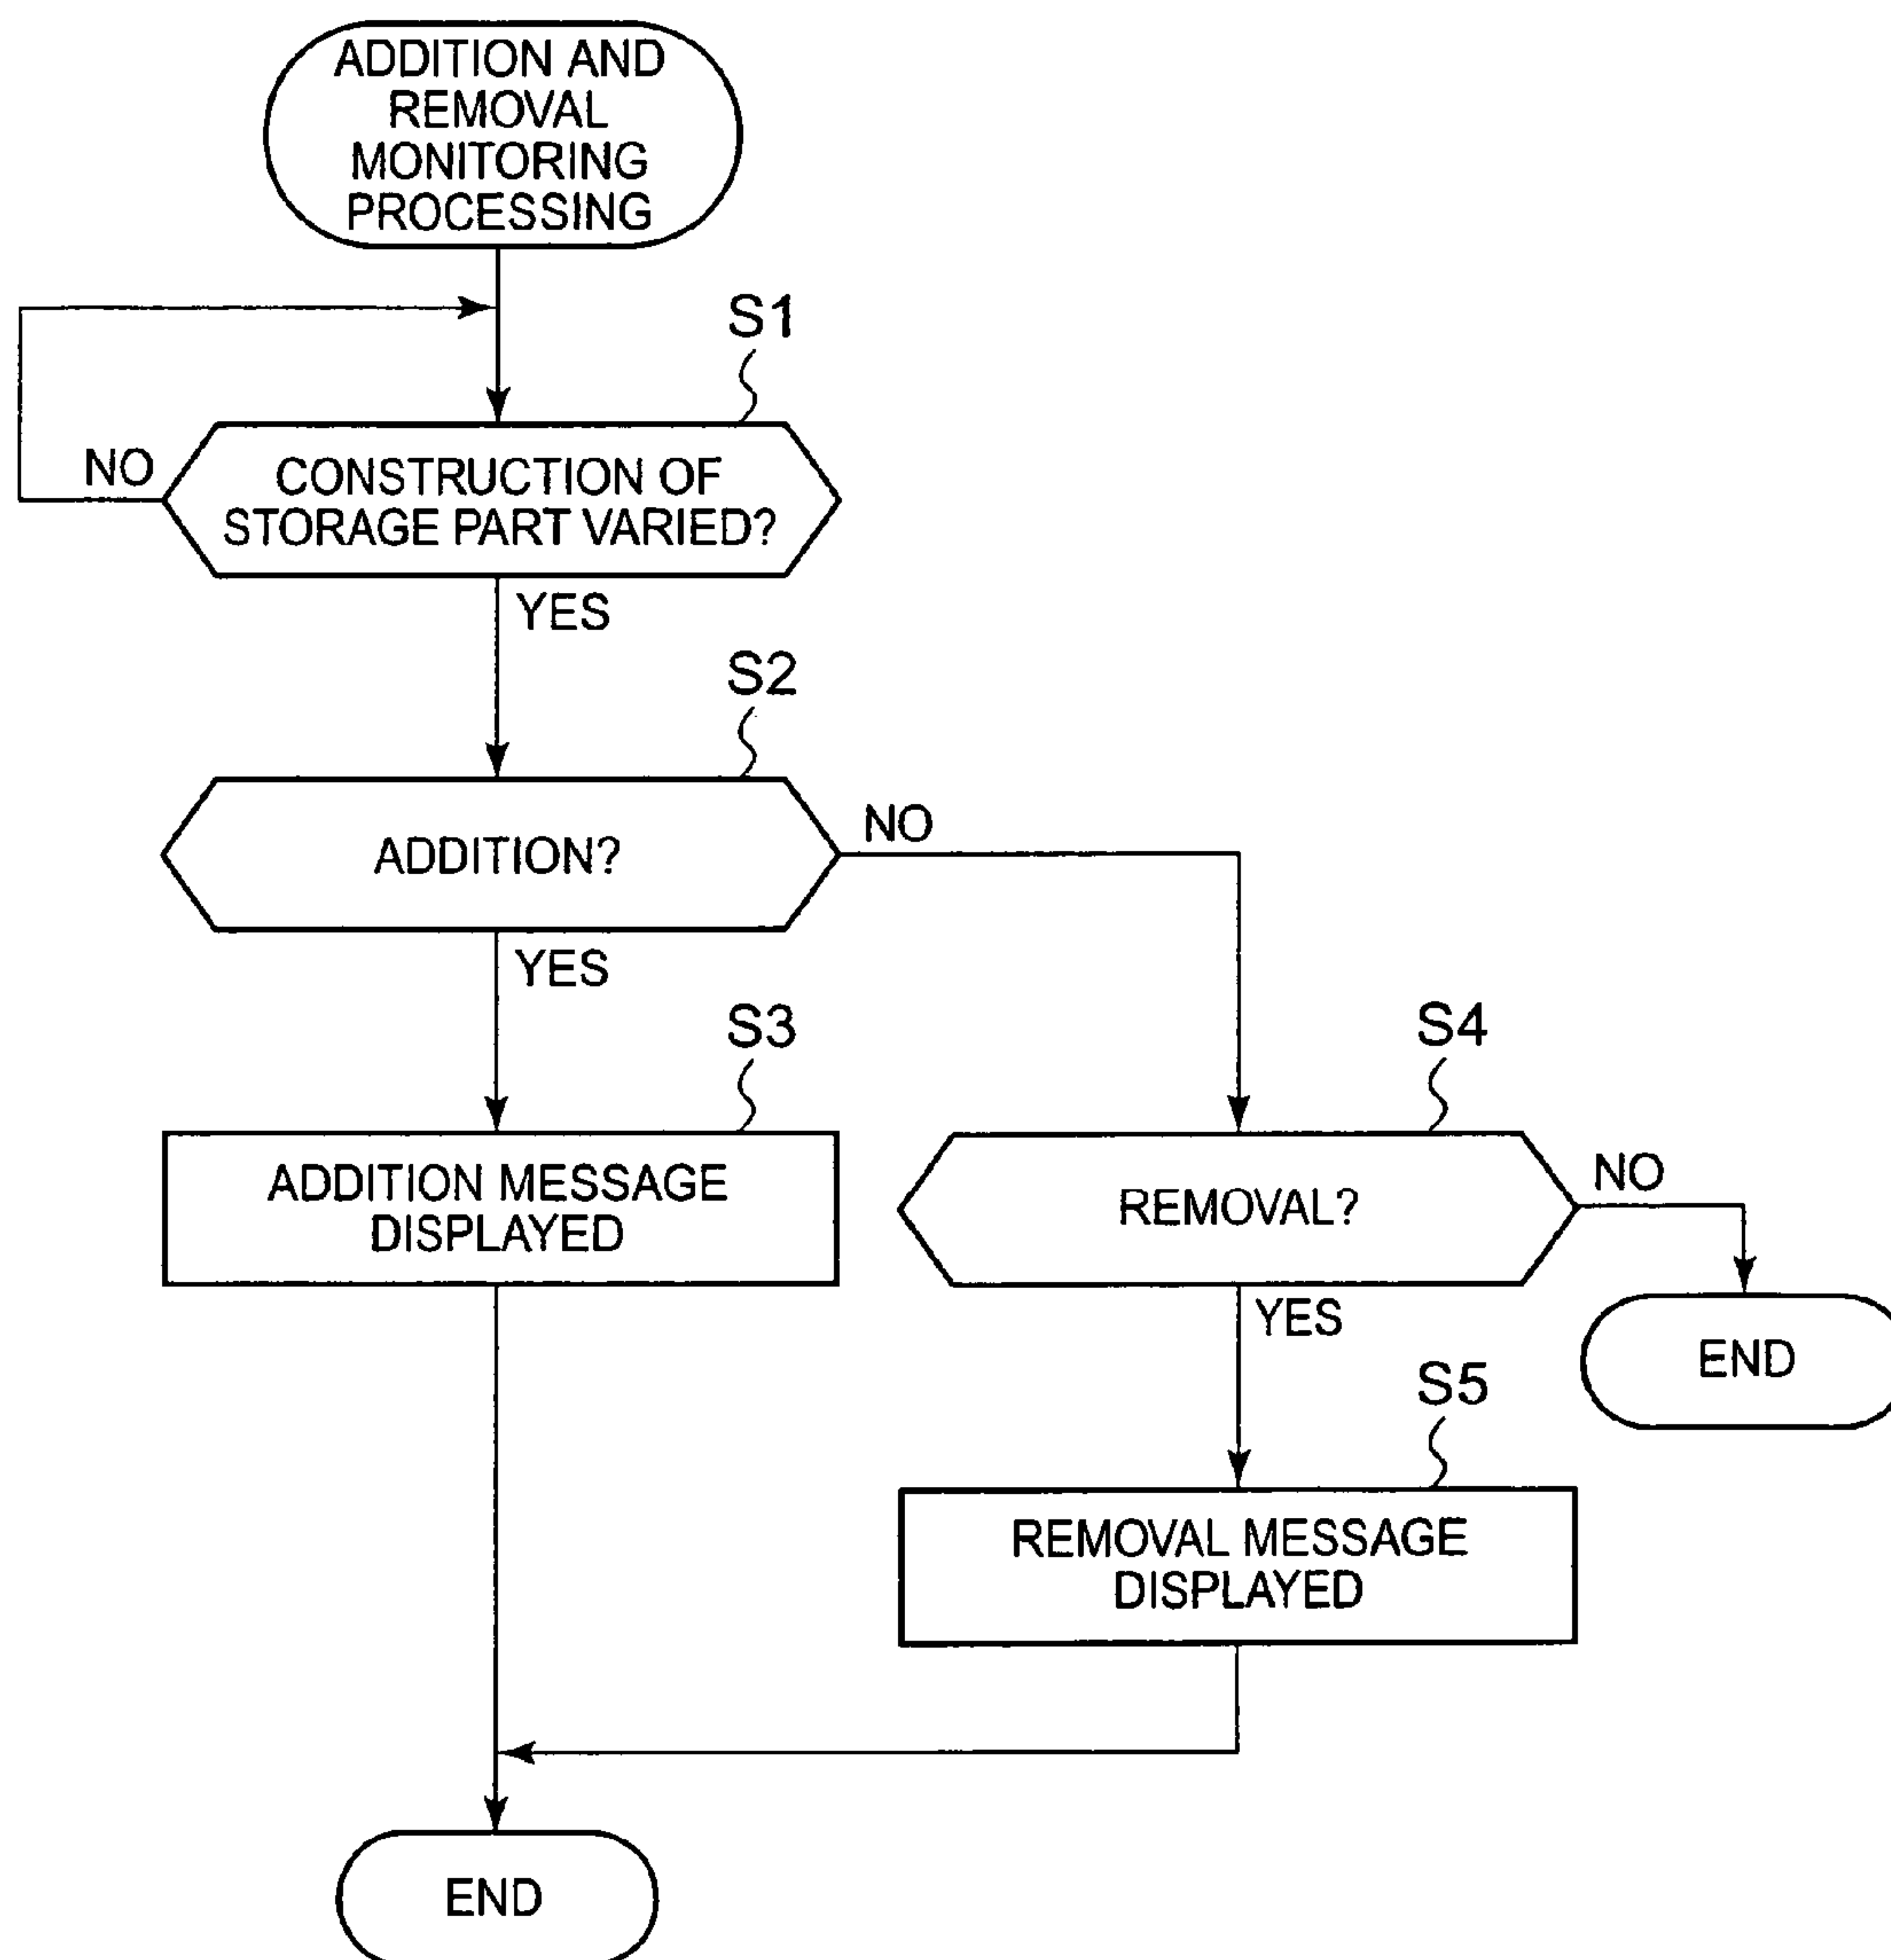 ADDITION AND
REMOVAL
MONITORING
PROCESSING
S1
NO
CONSTRUCTION OF
STORAGE PART VARIED?
YES
S2
ADDITION?
NO
YES
S3
S4
ADDITION MESSAGE
DISPLAYED
REMOVAL?
NO
YES
END
S5
REMOVAL MESSAGE
DISPLAYED
END